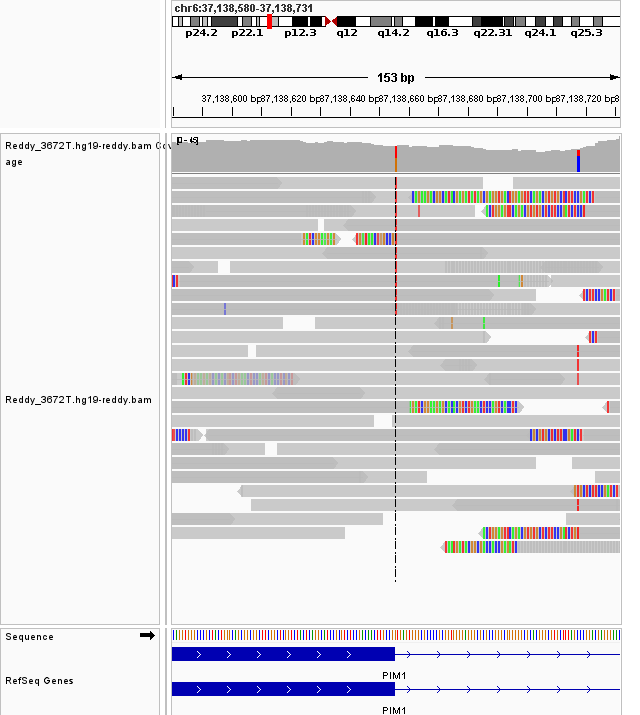 chr6:37,138,580-37,138,731
p24.2 p22.1 p12.3 q12 q14.2 q16.3 q22.31 q24.1 q25.3
153 bp
37,138,600 bp 37,138,620 bp 37,138,640 bp 37,138,660 bp 37,138,680 bp 37,138,700 bp 37,138,720 bp
Reddy_3672T.hg19-reddy.bam Cov
age
Reddy_3672T.hg19-reddy.bam
Sequence
PIM1
RefSeq Genes
PIM1